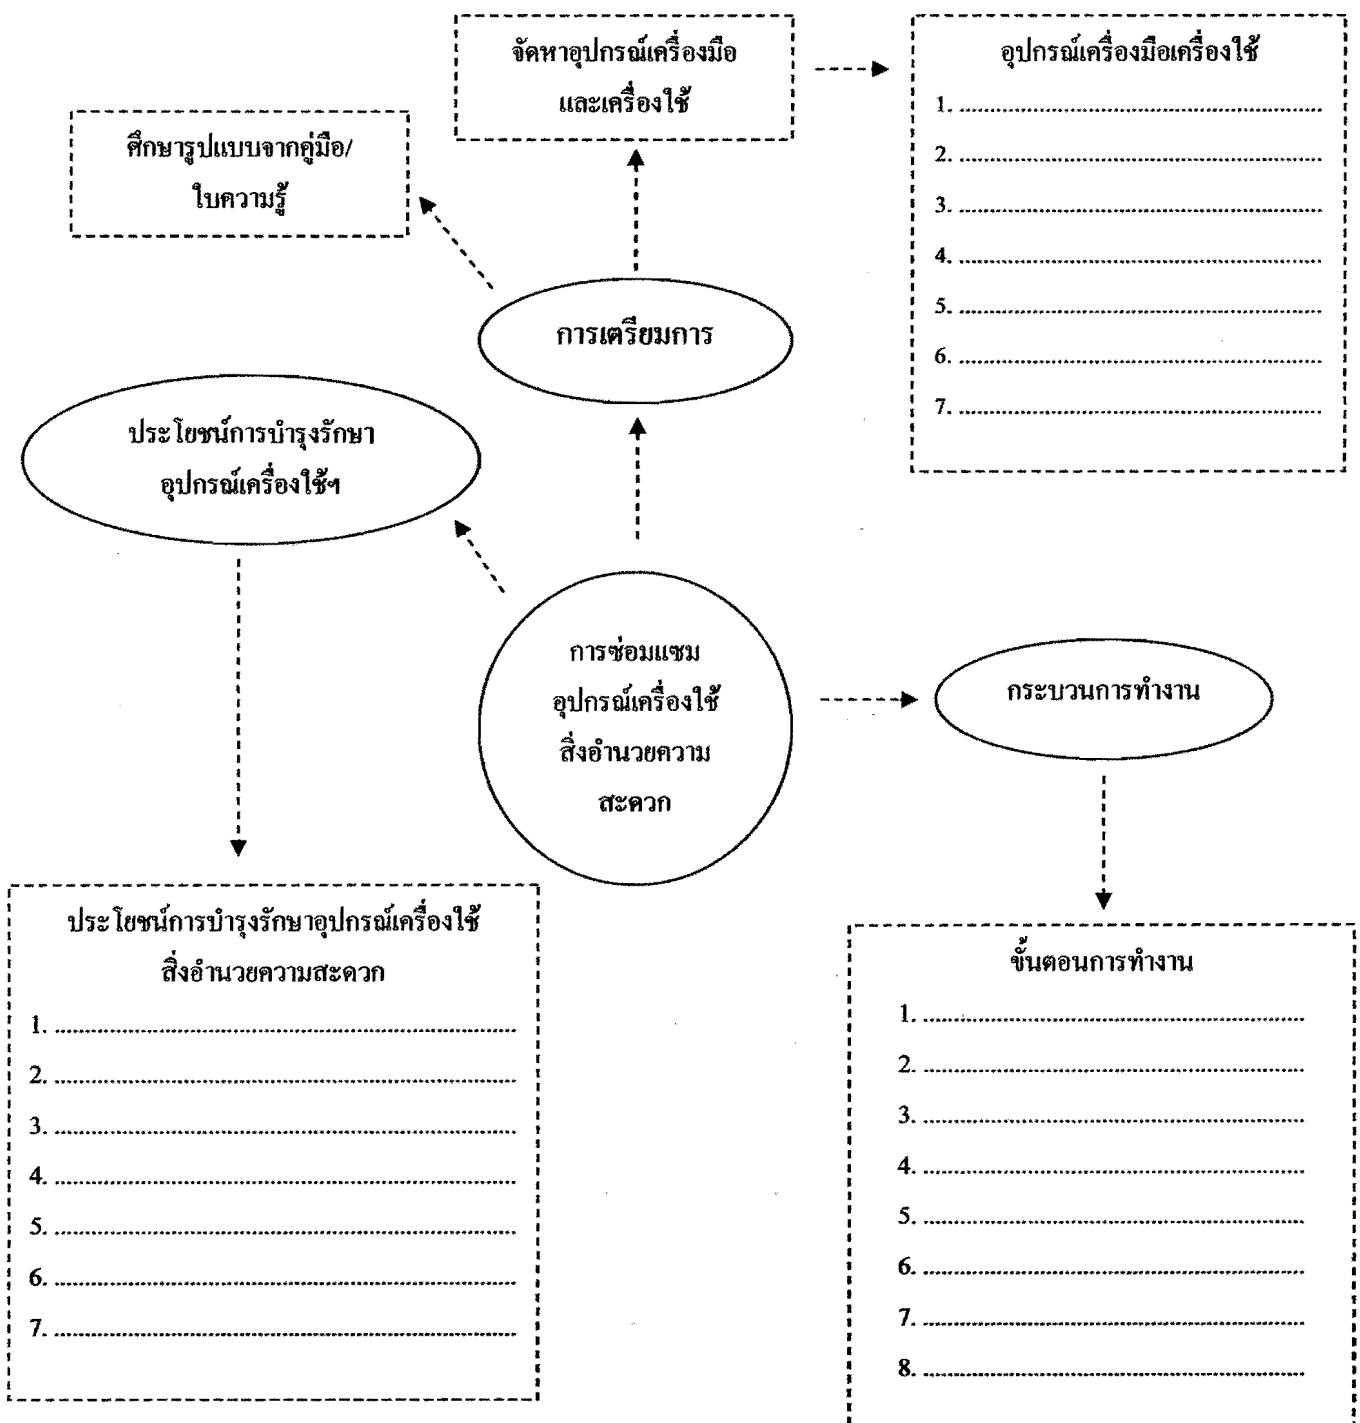 จัดหาอุปกรณ์เครื่องมือ
และเครื่องใช้
ศึกษารูปแบบจากคู่มือ/
ใบความรู้
อุปกรณ์เครื่องมือเครื่องใช้
1. ..........................................................
2. ..........................................................
3. ..........................................................
4. ..........................................................
5. ..........................................................
6. ..........................................................
7. ..........................................................
การเตรียมการ
ประโยชน์การบำรุงรักษา
อุปกรณ์เครื่องใช้ฯ
การซ่อมแซม
อุปกรณ์เครื่องใช้
สิ่งอำนวยความ
สะดวก
กระบวนการทำงาน
ประโยชน์การบำรุงรักษาอุปกรณ์เครื่องใช้
สิ่งอำนวยความสะดวก
1. ..........................................................
2. ..........................................................
3. ..........................................................
4. ..........................................................
5. ..........................................................
6. ..........................................................
7. ..........................................................
ขั้นตอนการทำงาน
1. ..........................................................
2. ..........................................................
3. ..........................................................
4. ..........................................................
5. ..........................................................
6. ..........................................................
7. ..........................................................
8. ..........................................................